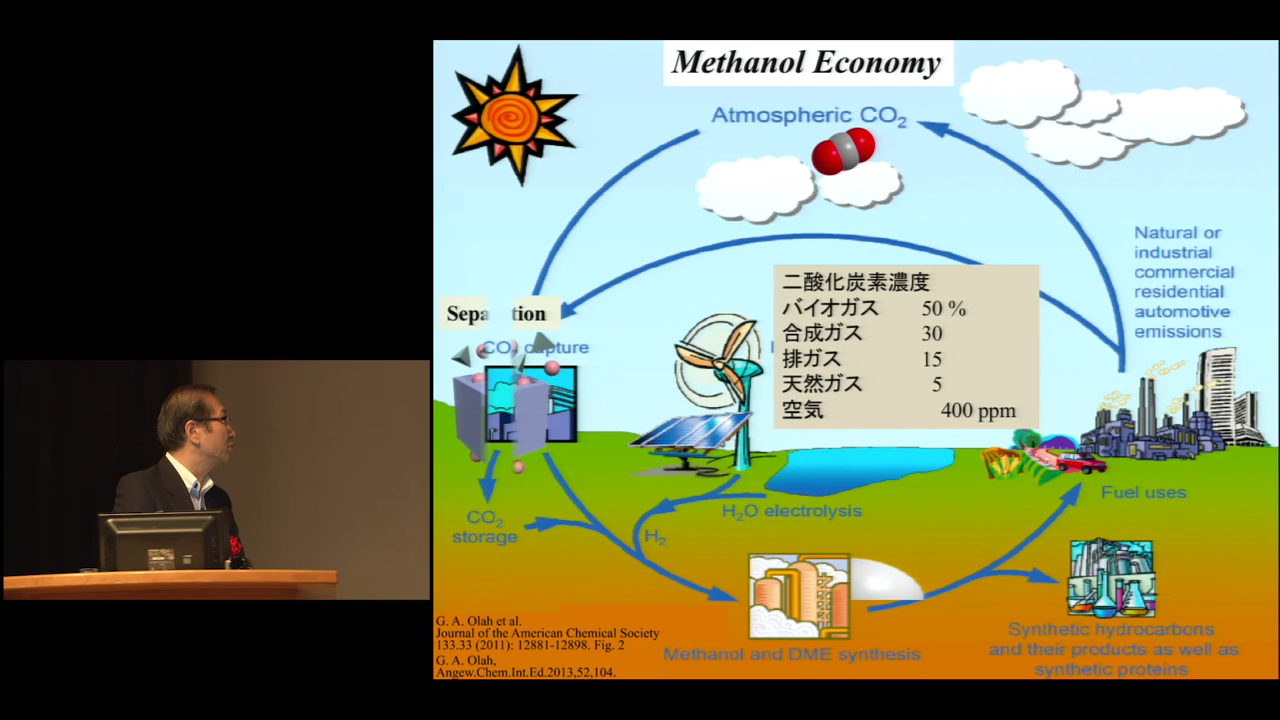 Methanol Economy
Atmospheric CO₂
Natural or
industrial
commercial
residential
automotive
emissions
二酸化炭素濃度
バイオガス 50 %
合成ガス 30
排ガス 15
天然ガス 5
空気 400 ppm
Sepa tion
CO₂ capture
CO₂
storage
H₂
H₂O electrolysis
Fuel uses
Methanol and DME synthesis
Synthetic hydrocarbons
and their products as well as
synthetic proteins
G. A. Olah et al.
Journal of the American Chemical Society
133.33 (2011): 12881-12898. Fig. 2
G. A. Olah,
Angew.Chem.Int.Ed.2013,52,104.